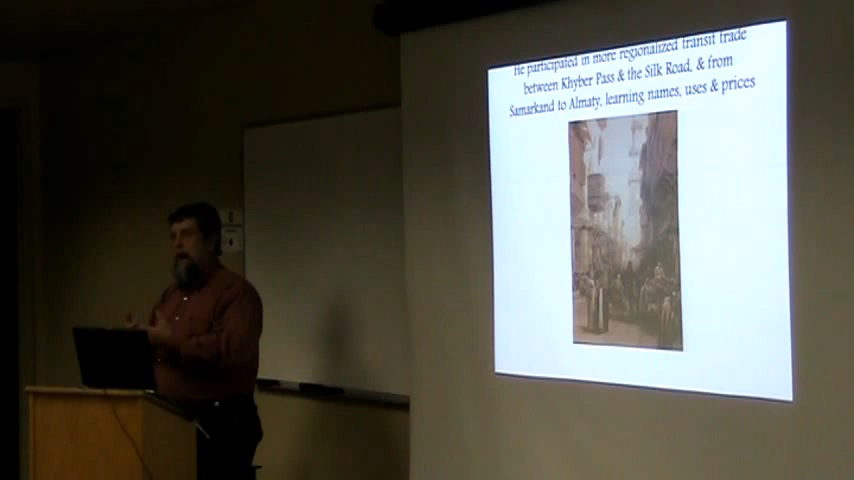 He participated in more regionalized transit trade
between Khyber Pass & the Silk Road, & from
Samarkand to Almaty, learning names, uses & prices